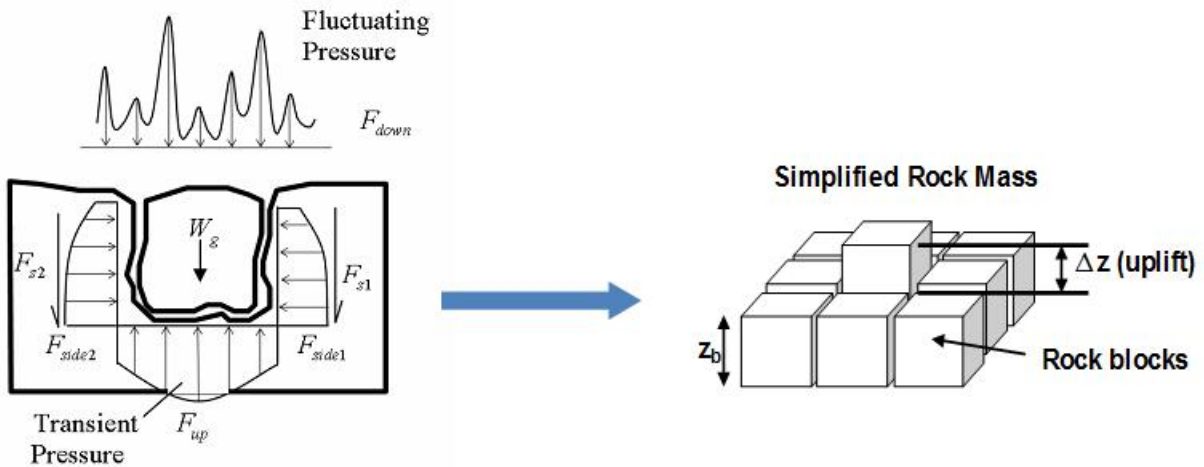 Fluctuating
Pressure
F_down
W_g
F_s2
F_s1
F_side2
F_side1
Transient
Pressure
F_up
Simplified Rock Mass
Δz (uplift)
z_b
Rock blocks